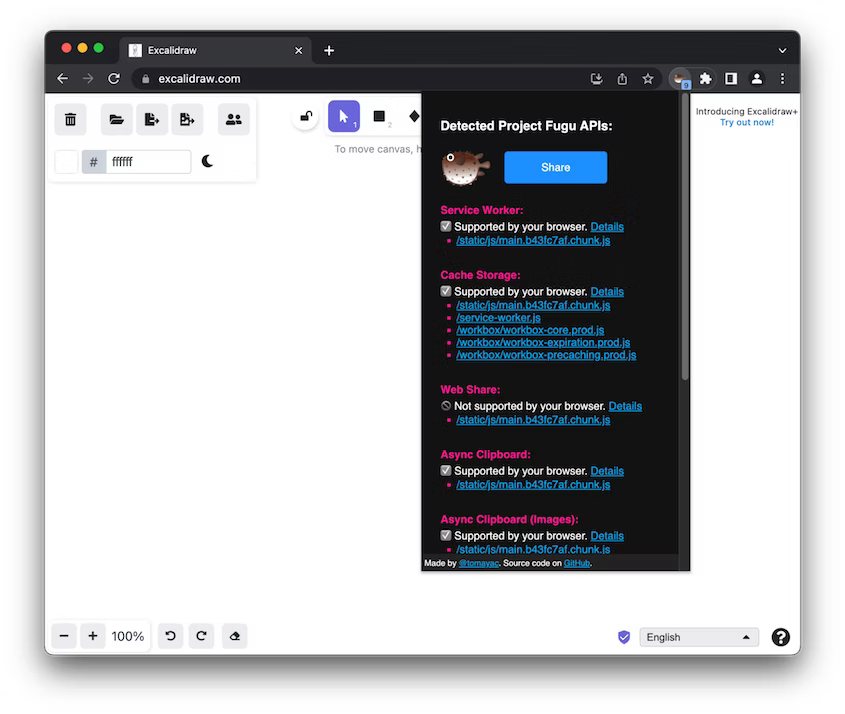 Excalidraw
excalidraw.com
9
Detected Project Fugu APIs:
Introducing Excalidraw+
Try out now!
1
2
# ffffff
To move canvas, h
Share
Service Worker:
Supported by your browser. Details
/static/js/main.b43fc7af.chunk.js
Cache Storage:
Supported by your browser. Details
/static/js/main.b43fc7af.chunk.js
/service-worker.js
/workbox/workbox-core.prod.js
/workbox/workbox-expiration.prod.js
/workbox/workbox-precaching.prod.js
Web Share:
Not supported by your browser. Details
/static/js/main.b43fc7af.chunk.js
Async Clipboard:
Supported by your browser. Details
/static/js/main.b43fc7af.chunk.js
Async Clipboard (Images):
Supported by your browser. Details
/static/js/main.b43fc7af.chunk.js
Made by @tomayac. Source code on GitHub.
100%
English
?